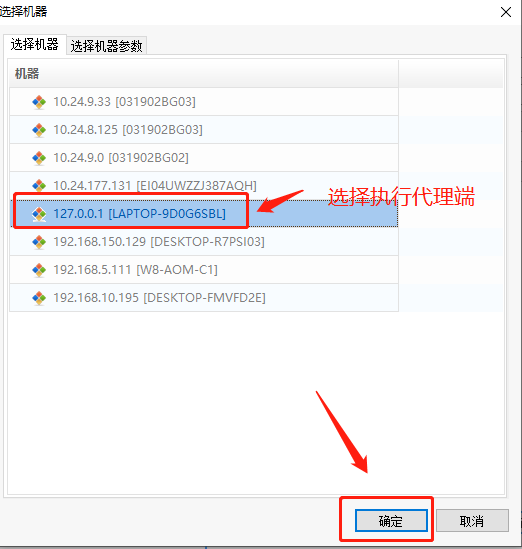 选择机器
选择机器 选择机器参数
机器
10.24.9.33 [031902BG03]
10.24.8.125 [031902BG03]
10.24.9.0 [031902BG02]
10.24.177.131 [EI04UWZZJ387AQH]
127.0.0.1 [LAPTOP-9D0G6SBL]
选择执行代理端
192.168.150.129 [DESKTOP-R7PSI03]
192.168.5.111 [W8-AOM-C1]
192.168.10.195 [DESKTOP-FMVFD2E]
确定 取消